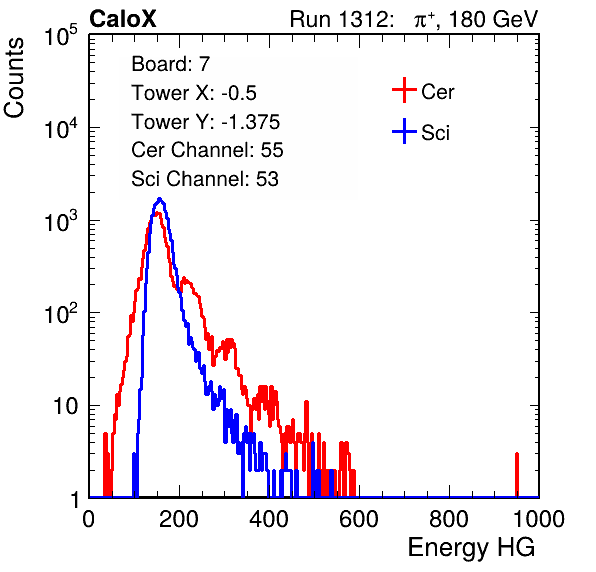 CaloX Run 1312: π⁺, 180 GeV
Counts
10⁵
10⁴
10³
10²
10
1
Board: 7
Tower X: -0.5
Tower Y: -1.375
Cer Channel: 55
Sci Channel: 53
Cer
Sci
0 200 400 600 800 1000
Energy HG